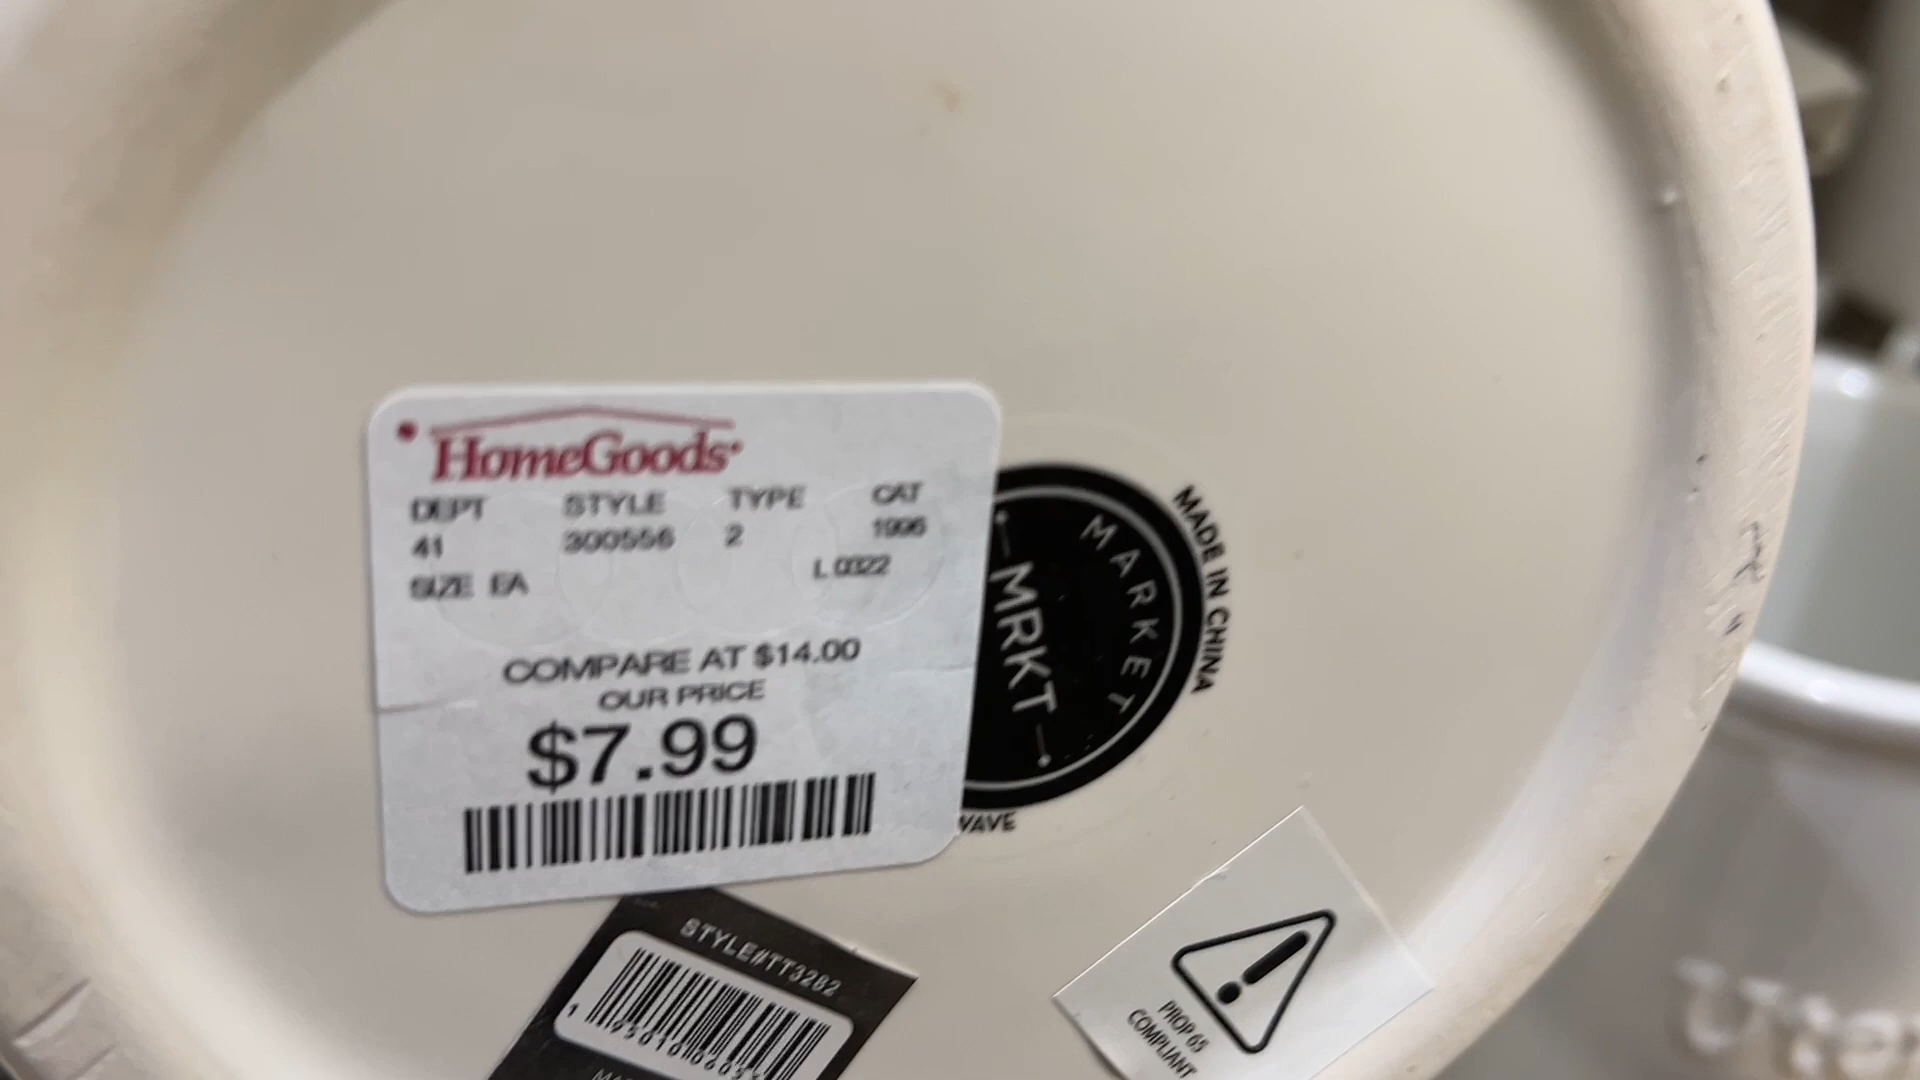 HomeGoods
DEPT STYLE TYPE CAT
41 300556 2 1996
SIZE EA L 0322
COMPARE AT $14.00
OUR PRICE
$7.99
MARKET
MRKT
MADE IN CHINA
WAVE
STYLE#TT3282
PROP 65
COMPLIANT